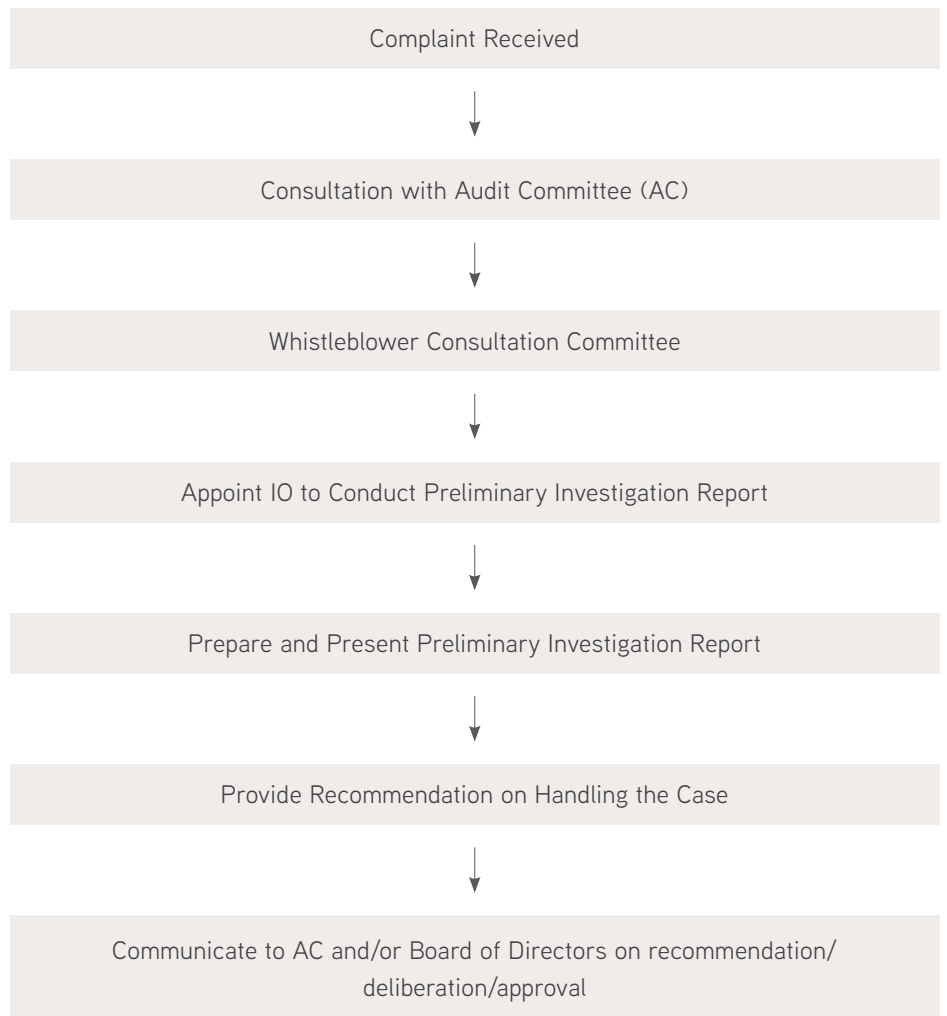 Complaint Received
Consultation with Audit Committee (AC)
Whistleblower Consultation Committee
Appoint IO to Conduct Preliminary Investigation Report
Prepare and Present Preliminary Investigation Report
Provide Recommendation on Handling the Case
Communicate to AC and/or Board of Directors on recommendation/
deliberation/approval